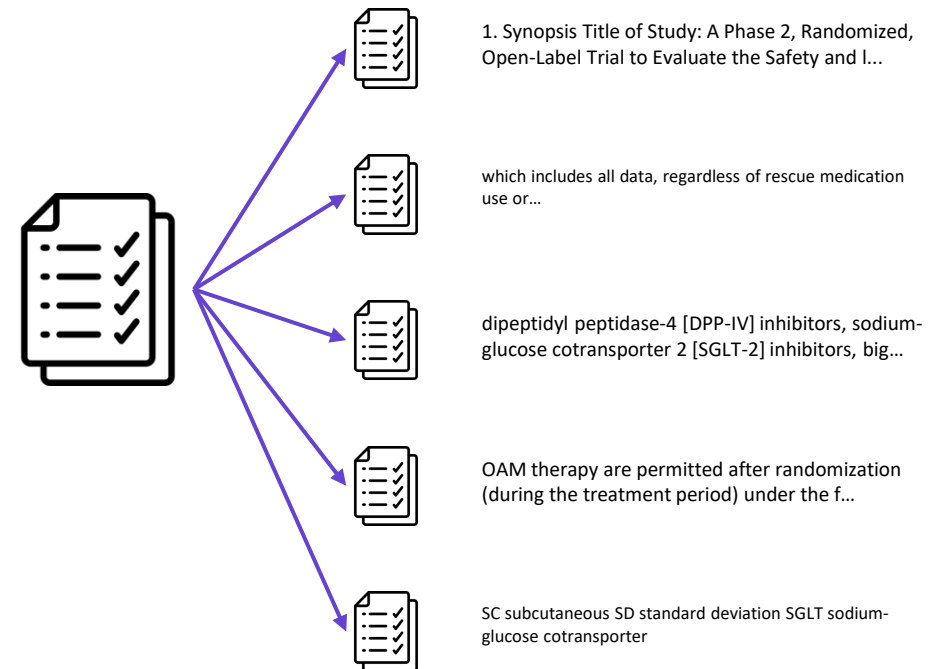 1. Synopsis Title of Study: A Phase 2, Randomized,
Open-Label Trial to Evaluate the Safety and l...
which includes all data, regardless of rescue medication
use or…
dipeptidyl peptidase-4 [DPP-IV] inhibitors, sodium-
glucose cotransporter 2 [SGLT-2] inhibitors, big…
OAM therapy are permitted after randomization
(during the treatment period) under the f…
SC subcutaneous SD standard deviation SGLT sodium-
glucose cotransporter